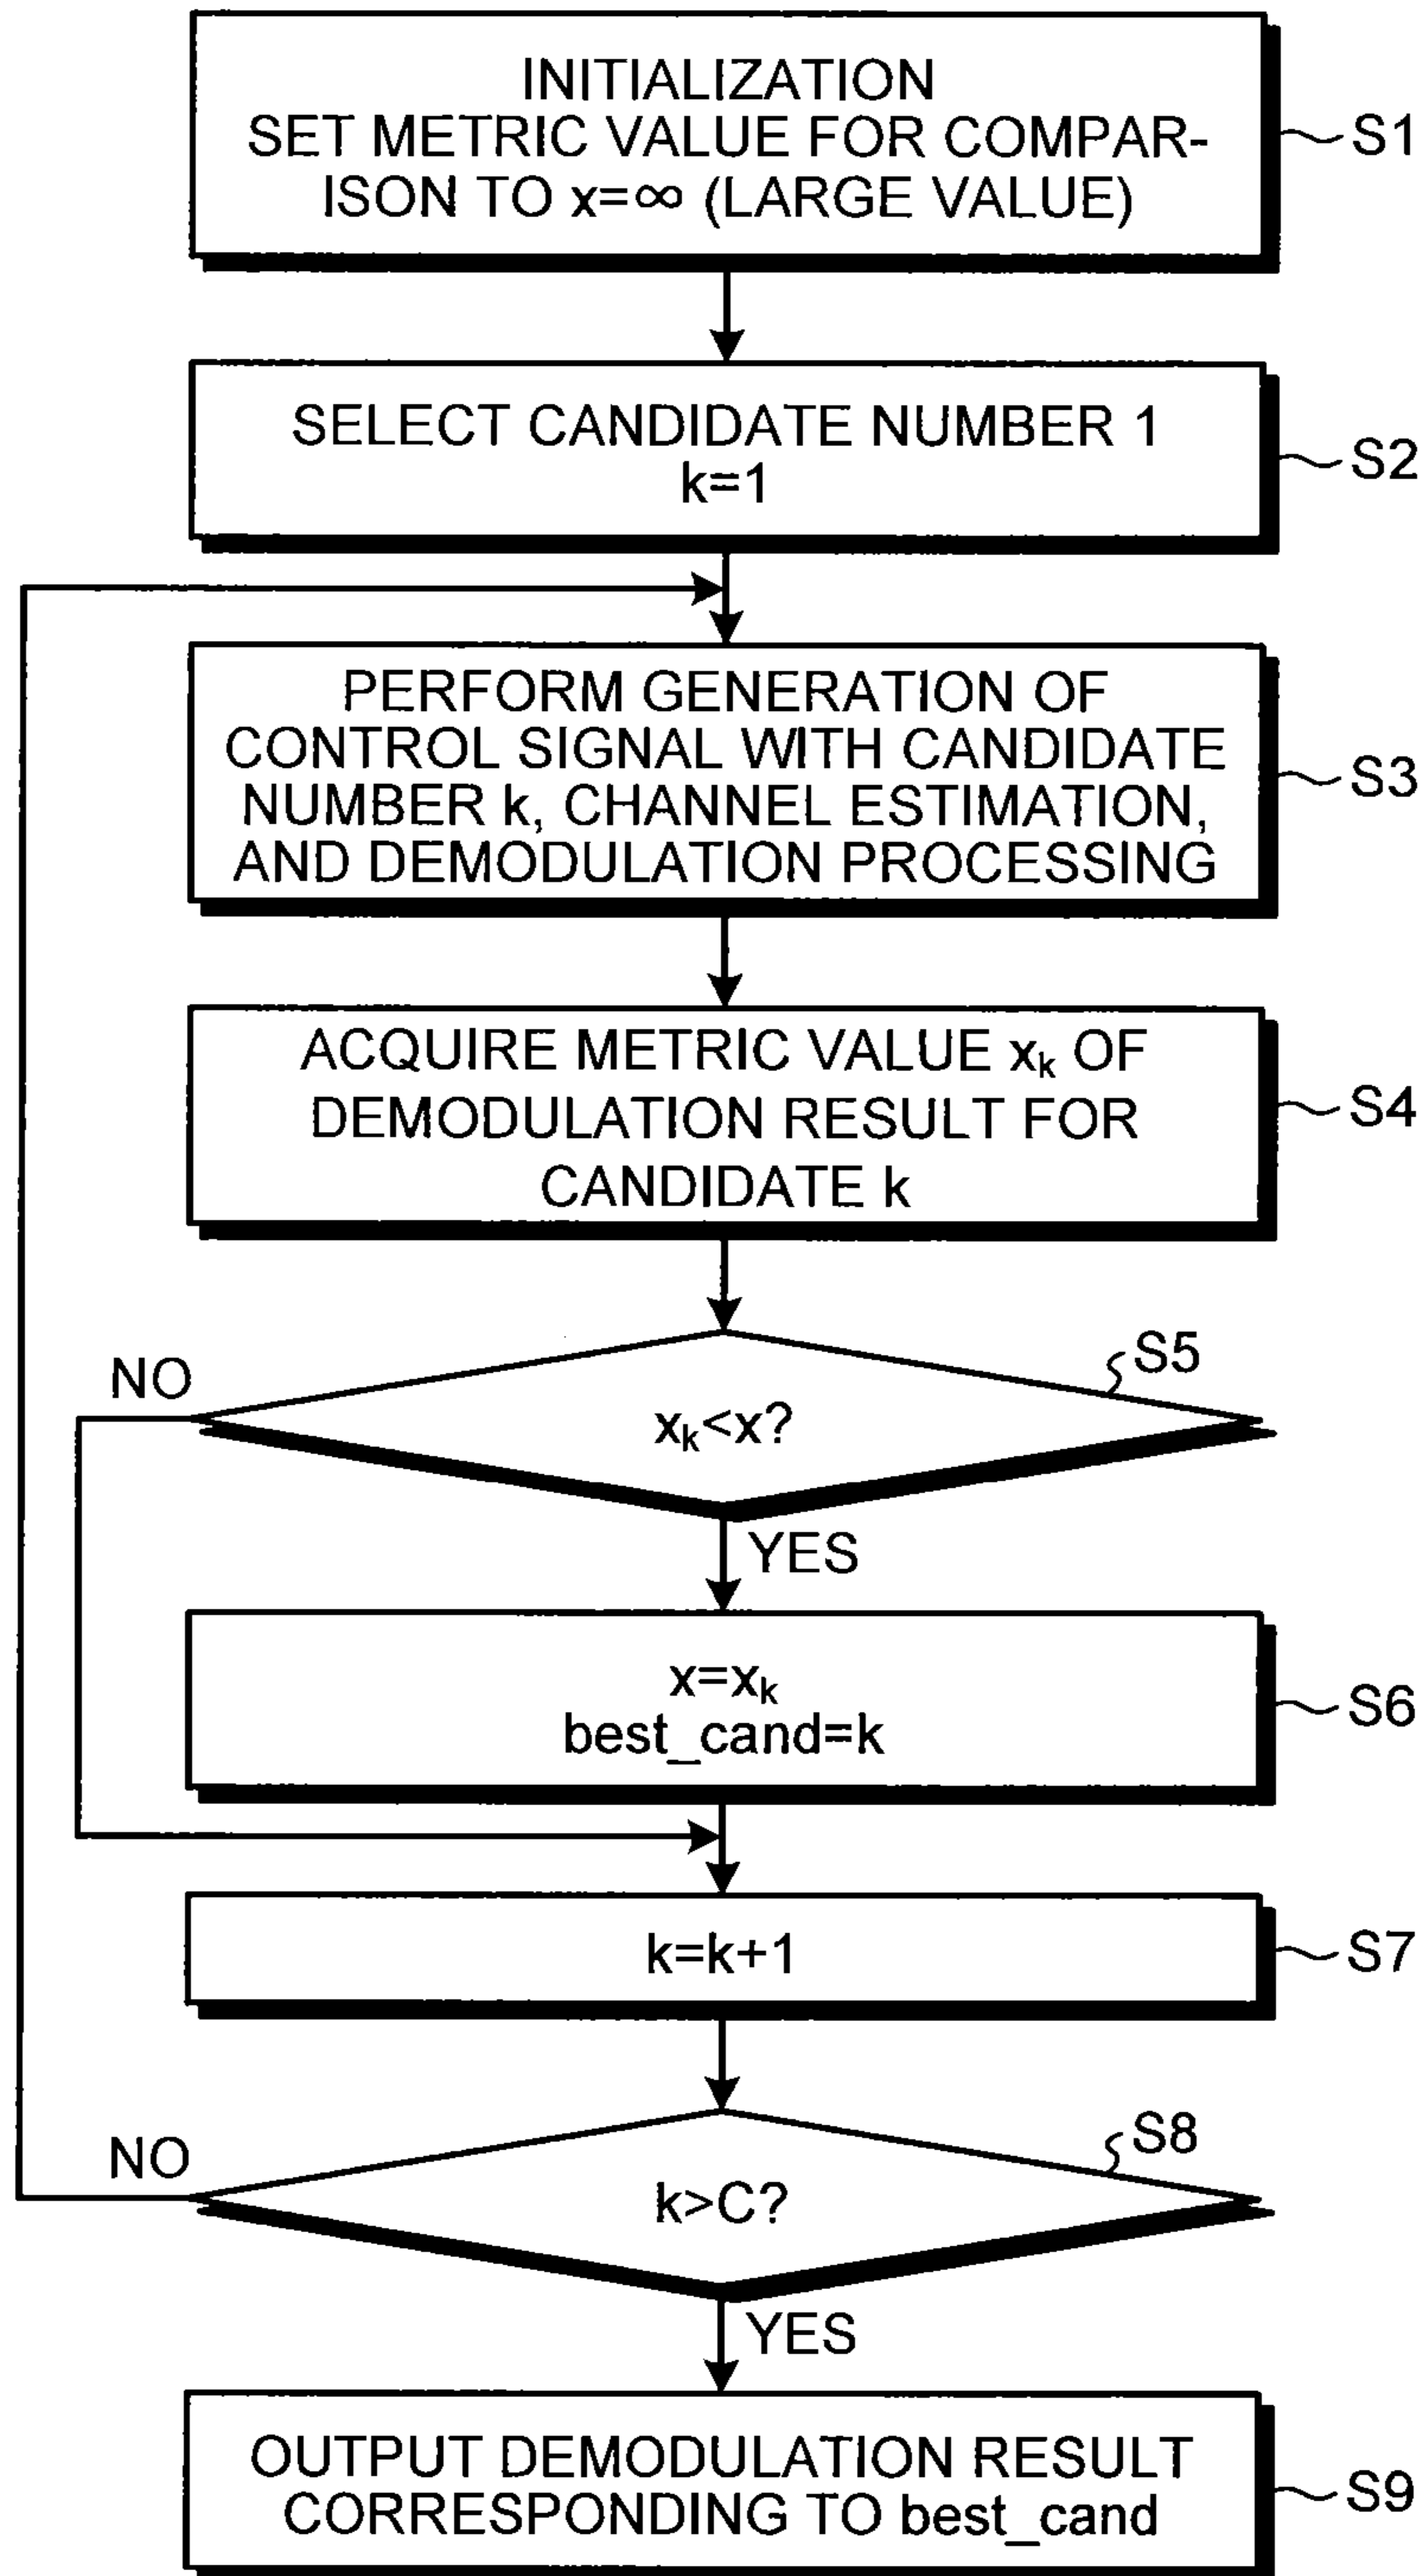 INITIALIZATION
SET METRIC VALUE FOR COMPAR-
ISON TO x=∞ (LARGE VALUE)
S1
SELECT CANDIDATE NUMBER 1
k=1
S2
PERFORM GENERATION OF
CONTROL SIGNAL WITH CANDIDATE
NUMBER k, CHANNEL ESTIMATION,
AND DEMODULATION PROCESSING
S3
ACQUIRE METRIC VALUE xₖ OF
DEMODULATION RESULT FOR
CANDIDATE k
S4
S5
NO
xₖ<x?
YES
x=xₖ
best_cand=k
S6
k=k+1
S7
S8
NO
k>C?
YES
OUTPUT DEMODULATION RESULT
CORRESPONDING TO best_cand
S9